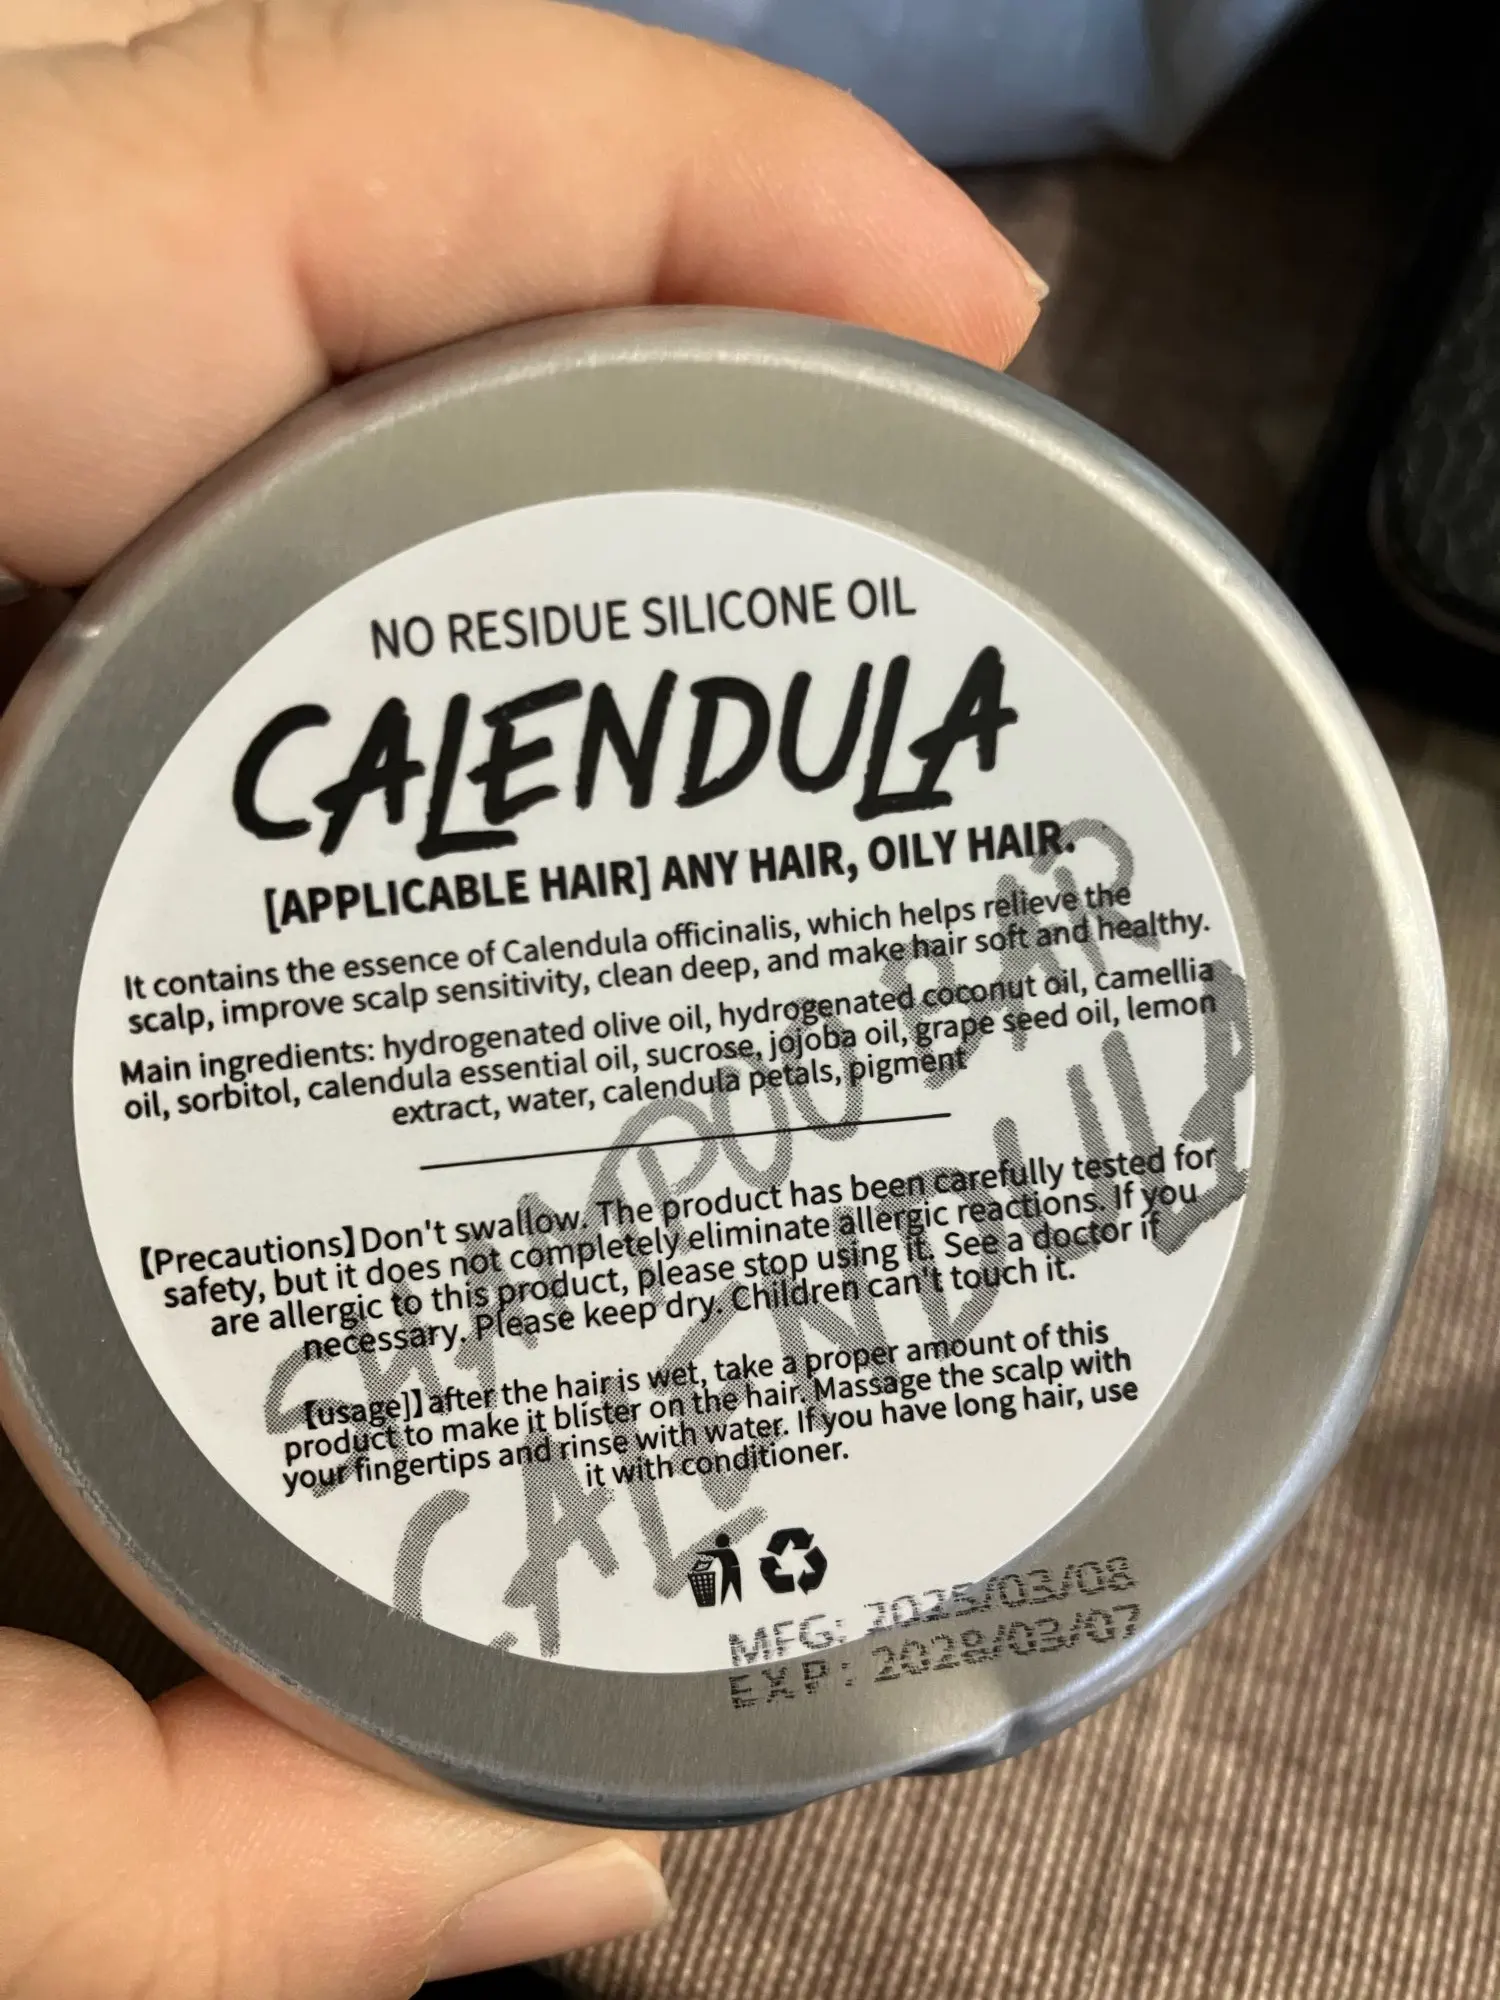 NO RESIDUE SILICONE OIL
CALENDULA
[APPLICABLE HAIR] ANY HAIR, OILY HAIR.
It contains the essence of Calendula officinalis, which helps relieve the
scalp, improve scalp sensitivity, clean deep, and make hair soft and healthy.
Main ingredients: hydrogenated olive oil, hydrogenated coconut oil, camellia
oil, sorbitol, calendula essential oil, sucrose, jojoba oil, grape seed oil, lemon
extract, water, calendula petals, pigment
【Precautions】Don't swallow. The product has been carefully tested for
safety, but it does not completely eliminate allergic reactions. If you
are allergic to this product, please stop using it. See a doctor if
necessary. Please keep dry. Children can't touch it.
【usage]】after the hair is wet, take a proper amount of this
product to make it blister on the hair. Massage the scalp with
your fingertips and rinse with water. If you have long hair, use
it with conditioner.
SHAMPOO BAR
CALENDULA
MFG: 2025/03/08
EXP: 2028/03/07